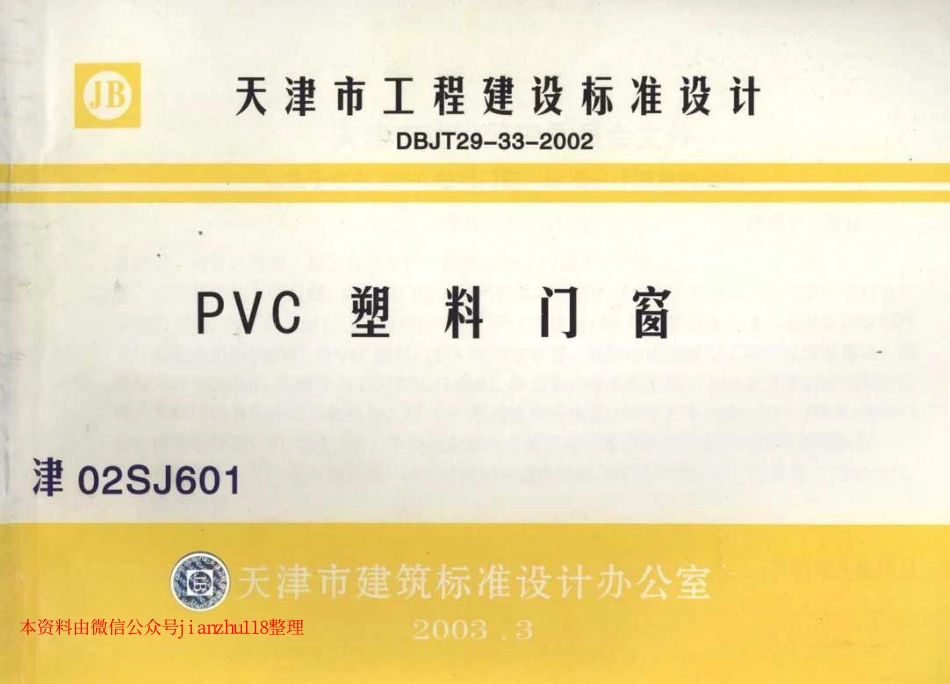 JB
天津市工程建设标准设计
DBJT29-33-2002
PVC 塑料门窗
津 02SJ601
天津市建筑标准设计办公室
本资料由微信公众号jianzhu118整理
2003.3